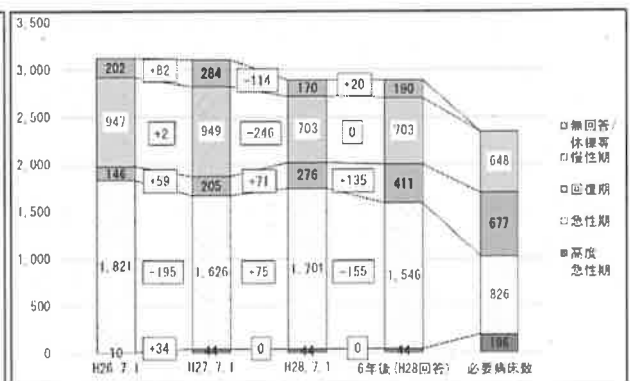 3,500
3,000
2,500
2,000
1,500
1,000
500
0
202 +82 284 -114 170 +20 190
947 +2 949 -246 703 0 703 648
146 +59 205 +71 276 +135 411 677
1,821 -195 1,626 +75 1,701 -155 1,546 826
10 +34 44 0 44 0 44 196
H26.7.1 H27.7.1 H28.7.1 6年後(H28回答) 必要病床数
無回答/
休棟等
慢性期
回復期
急性期
高度
急性期